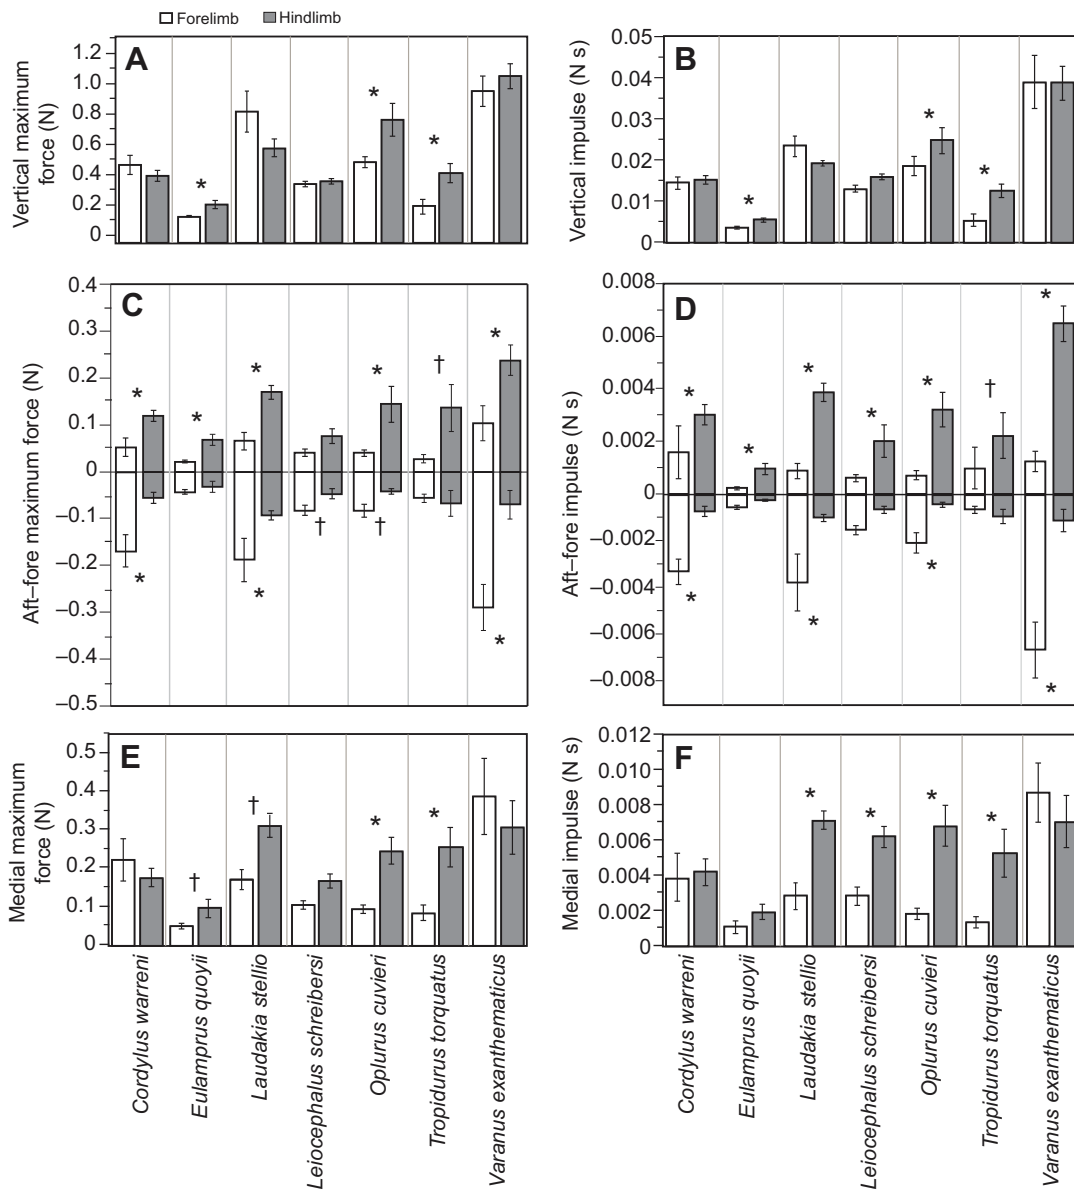 Forelimb Hindlimb
A
Vertical maximum
force (N)
1.2
1.0
0.8
0.6
0.4
0.2
0
*
*
*
B
Vertical impulse (N s)
0.05
0.04
0.03
0.02
0.01
0
*
*
*
C
Aft–fore maximum force (N)
0.4
0.3
0.2
0.1
0
–0.1
–0.2
–0.3
–0.4
–0.5
*
*
*
*
†
*
*
*
†
†
*
D
Aft–fore impulse (N s)
0.008
0.006
0.004
0.002
0
–0.002
–0.004
–0.006
–0.008
*
*
*
*
*
†
*
*
*
*
*
E
Medial maximum
force (N)
0.5
0.4
0.3
0.2
0.1
0
†
†
*
*
F
Medial impulse (N s)
0.012
0.010
0.008
0.006
0.004
0.002
0
*
*
*
*
Cordylus warreni
Eulamprus quoyii
Laudakia stellio
Leiocephalus schreibersi
Oplurus cuvieri
Tropidurus torquatus
Varanus exanthematicus
Cordylus warreni
Eulamprus quoyii
Laudakia stellio
Leiocephalus schreibersi
Oplurus cuvieri
Tropidurus torquatus
Varanus exanthematicus